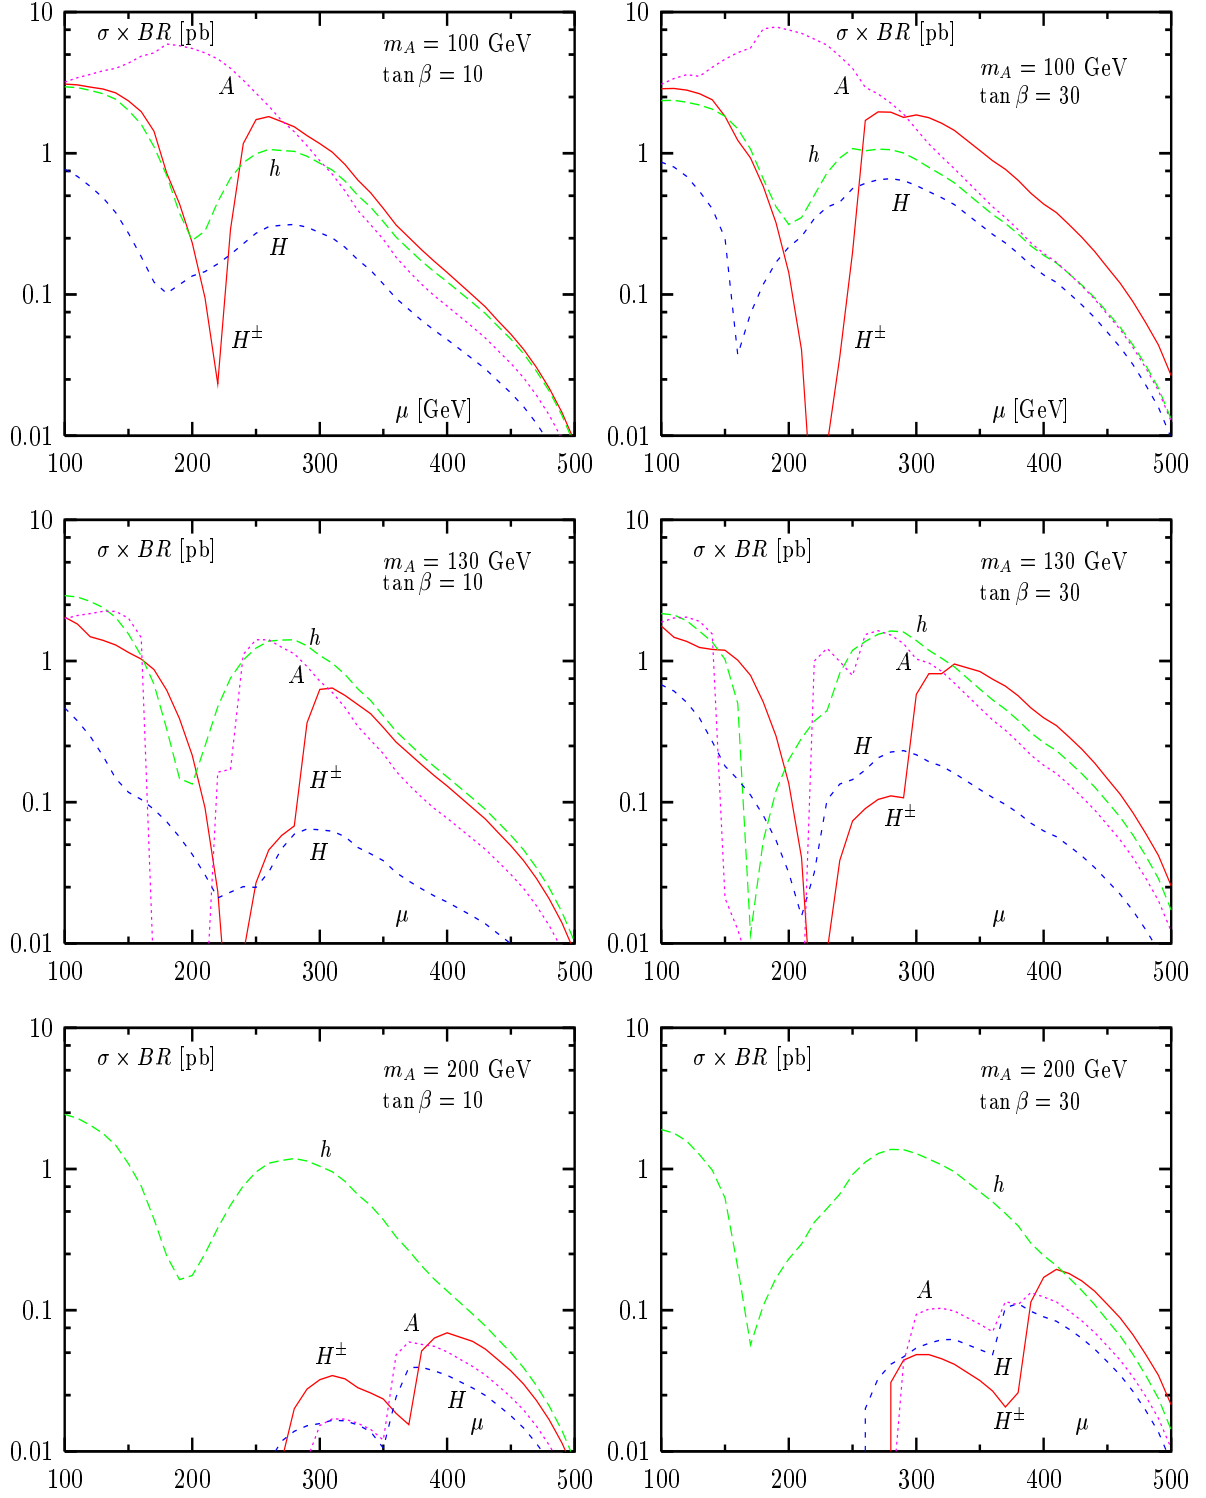 10
1
0.1
0.01
100 200 300 400 500
σ × BR [pb]
m_A = 100 GeV
tan β = 10
A
h
H
H^±
μ [GeV]
10
1
0.1
0.01
100 200 300 400 500
σ × BR [pb]
m_A = 100 GeV
tan β = 30
A
h
H
H^±
μ [GeV]
10
1
0.1
0.01
100 200 300 400 500
σ × BR [pb]
m_A = 130 GeV
tan β = 10
h
A
H^±
H
μ
10
1
0.1
0.01
100 200 300 400 500
σ × BR [pb]
m_A = 130 GeV
tan β = 30
h
A
H
H^±
μ
10
1
0.1
0.01
100 200 300 400 500
σ × BR [pb]
m_A = 200 GeV
tan β = 10
h
A
H^±
H
μ
10
1
0.1
0.01
100 200 300 400 500
σ × BR [pb]
m_A = 200 GeV
tan β = 30
h
A
H
H^±
μ